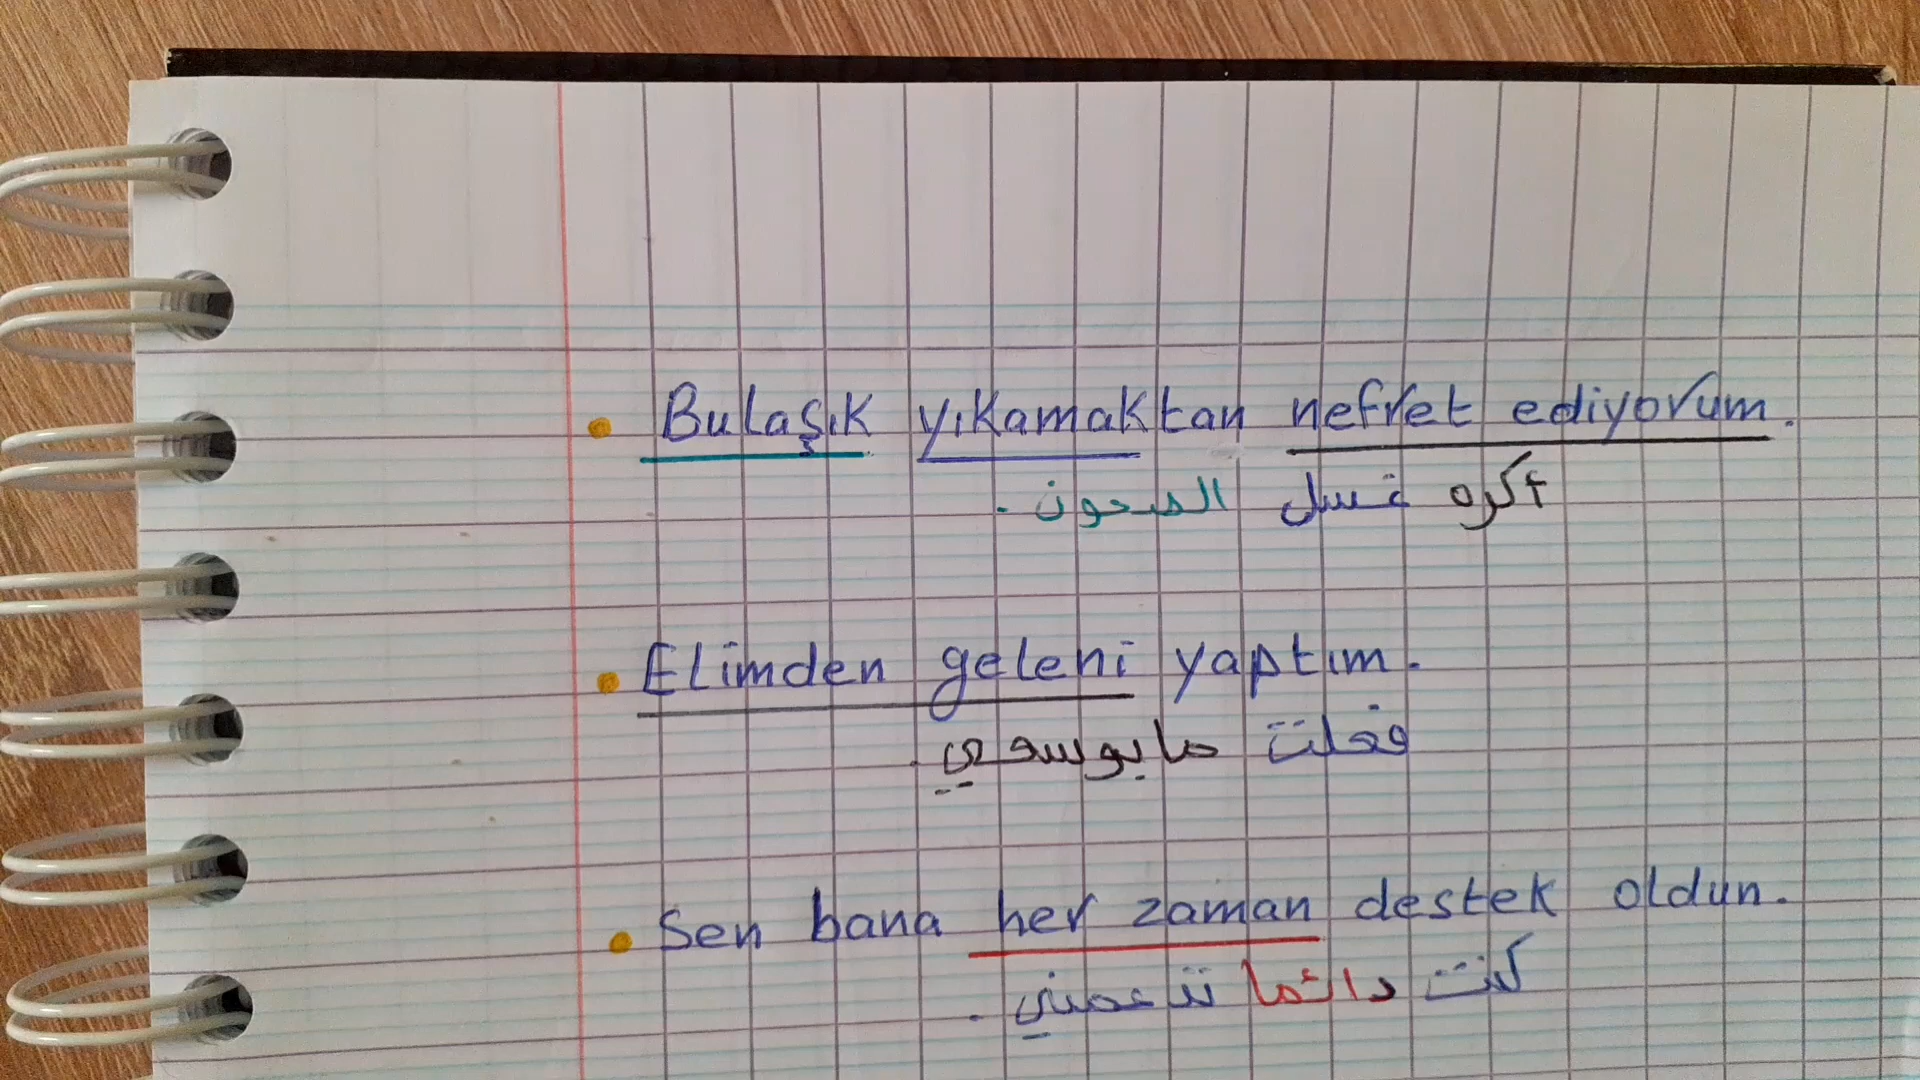 • Bulaşık yıkamaktan nefret ediyorum.
أكره غسل الصحون.
• Elimden geleni yaptım.
فعلت ما بوسعي.
• Sen bana her zaman destek oldun.
كنت دائما تدعمني.